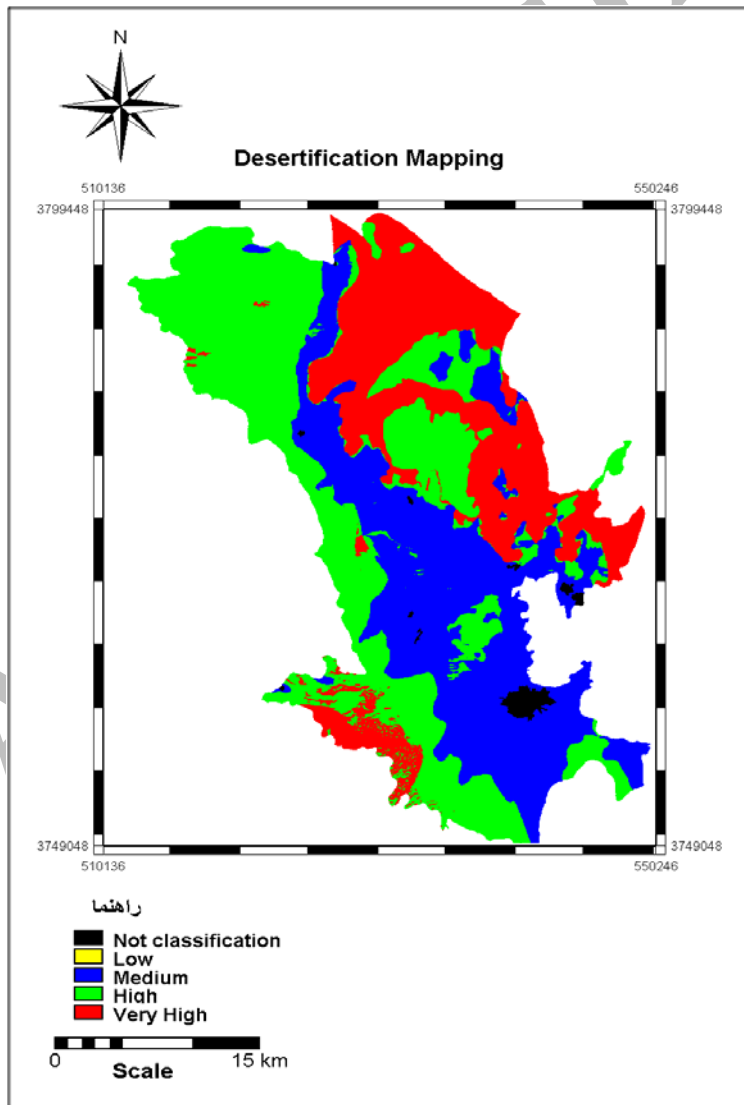 N
Desertification Mapping
510136 550246
3799448 3799448
3749048 3749048
510136 550246
راهنما
Not classification
Low
Medium
High
Very High
0 15 km
Scale